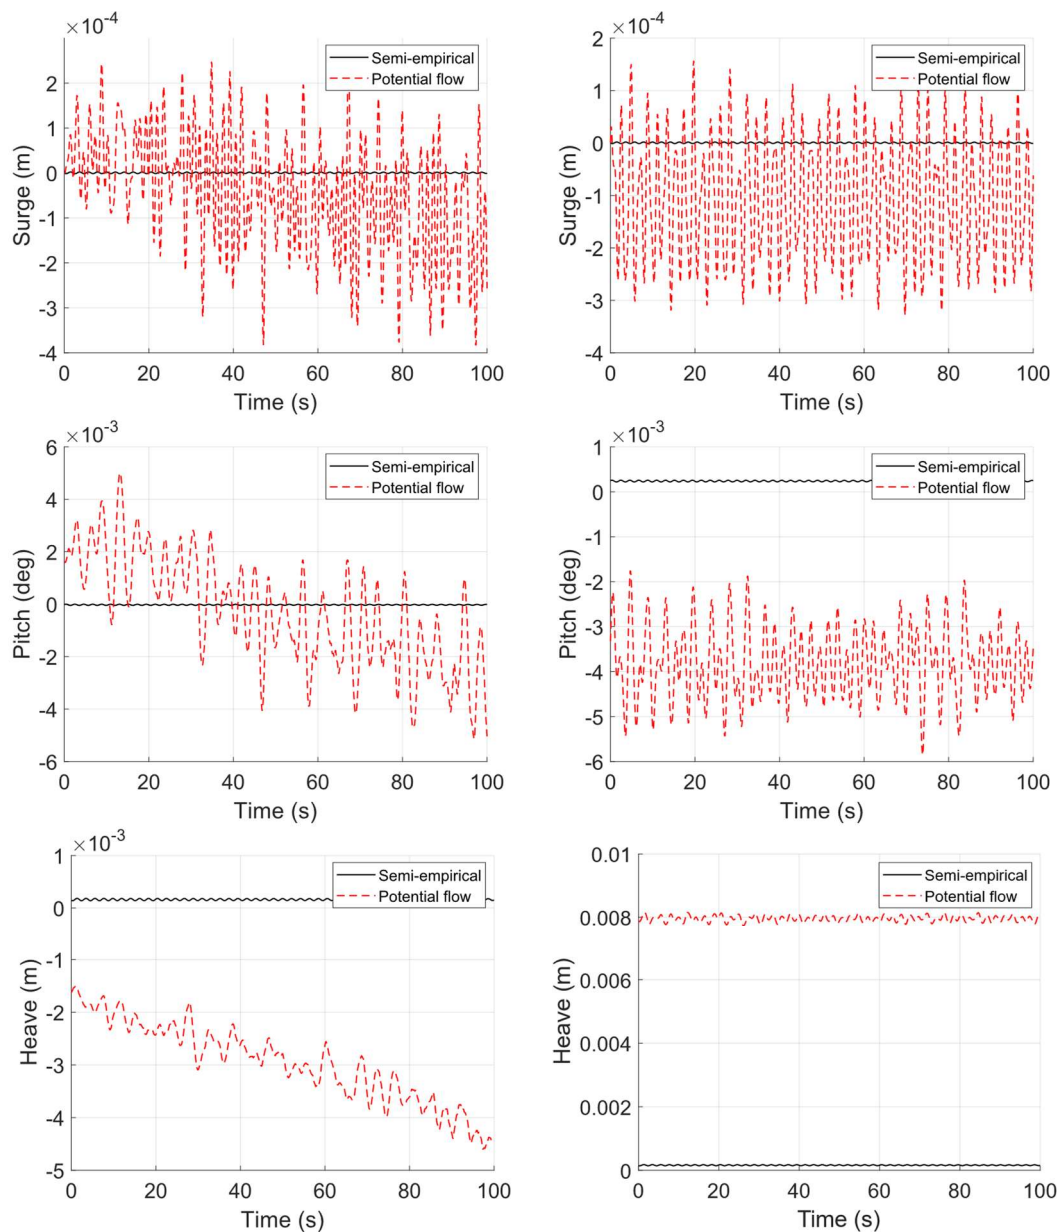 ×10⁻⁴
Surge (m)
2
1
0
-1
-2
-3
-4
Semi-empirical
Potential flow
0 20 40 60 80 100
Time (s)
×10⁻⁴
Surge (m)
2
1
0
-1
-2
-3
-4
Semi-empirical
Potential flow
0 20 40 60 80 100
Time (s)
×10⁻³
Pitch (deg)
6
4
2
0
-2
-4
-6
Semi-empirical
Potential flow
0 20 40 60 80 100
Time (s)
×10⁻³
Pitch (deg)
1
0
-1
-2
-3
-4
-5
-6
Semi-empirical
Potential flow
0 20 40 60 80 100
Time (s)
×10⁻³
Heave (m)
1
0
-1
-2
-3
-4
-5
Semi-empirical
Potential flow
0 20 40 60 80 100
Time (s)
Heave (m)
0.01
0.008
0.006
0.004
0.002
0
Semi-empirical
Potential flow
0 20 40 60 80 100
Time (s)